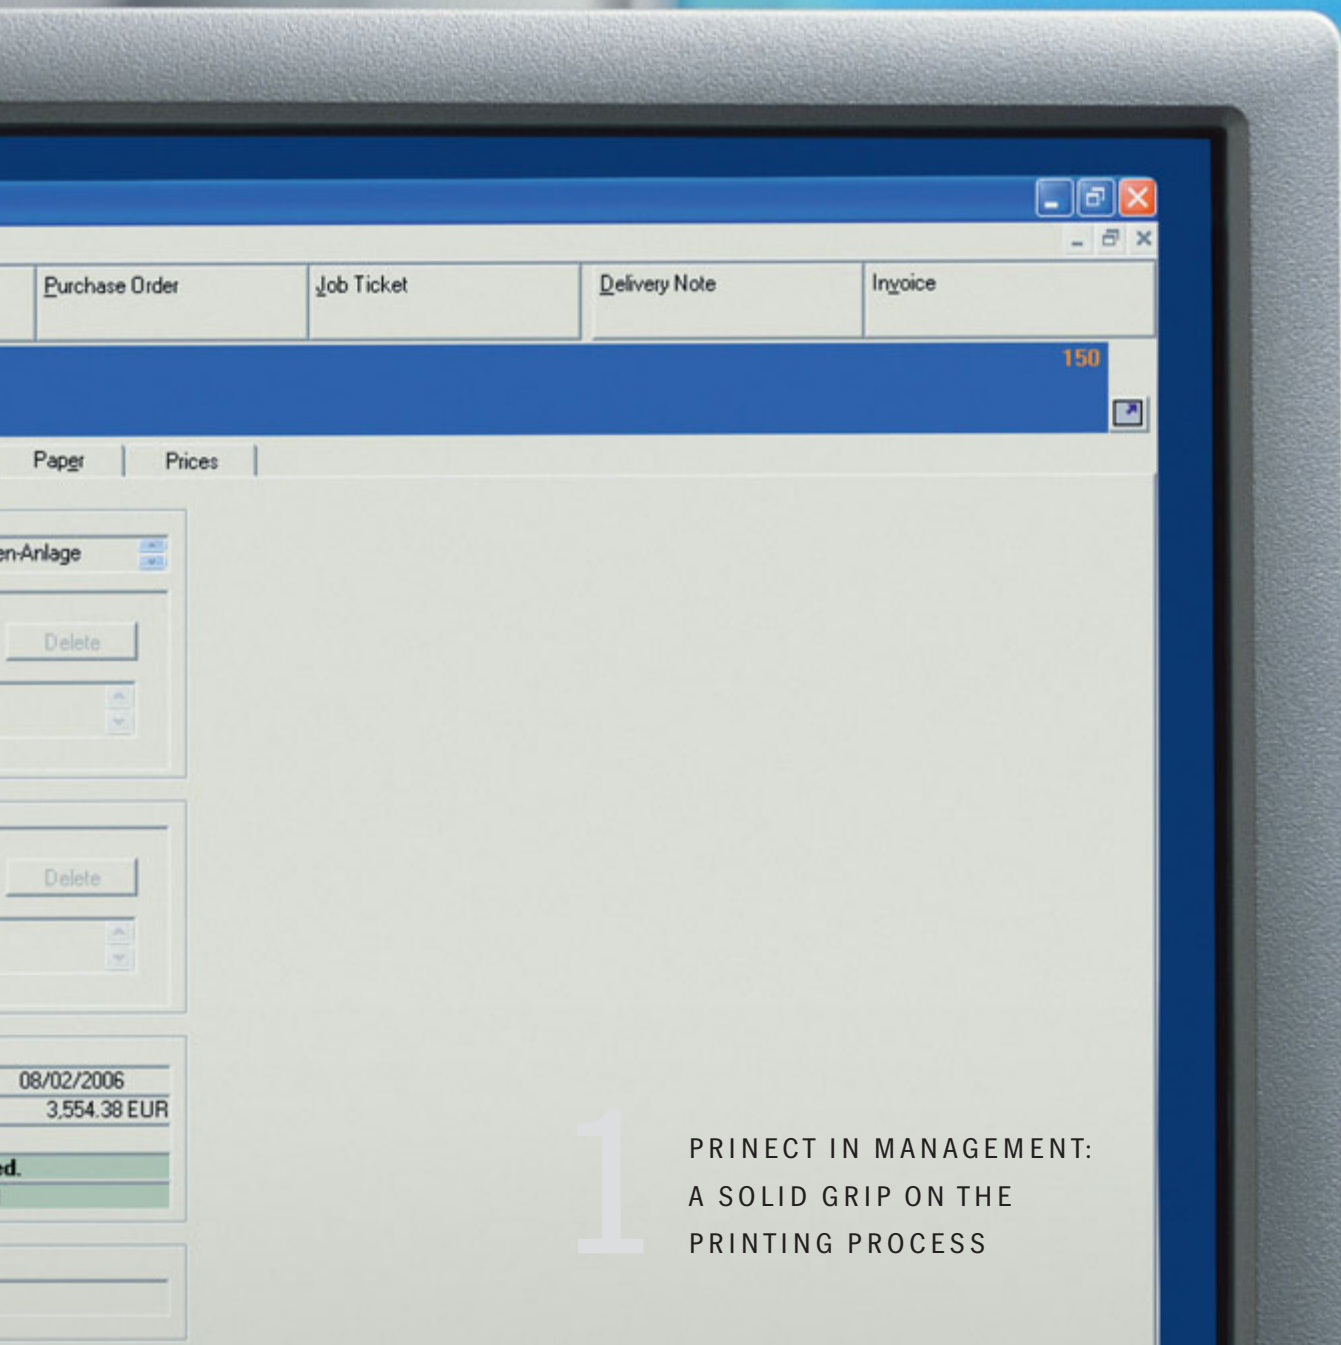 Purchase Order Job Ticket Delivery Note Invoice
150
Paper Prices
en-Anlage
Delete
Delete
08/02/2006
3,554.38 EUR
ed.
1
PRINECT IN MANAGEMENT:
A SOLID GRIP ON THE
PRINTING PROCESS